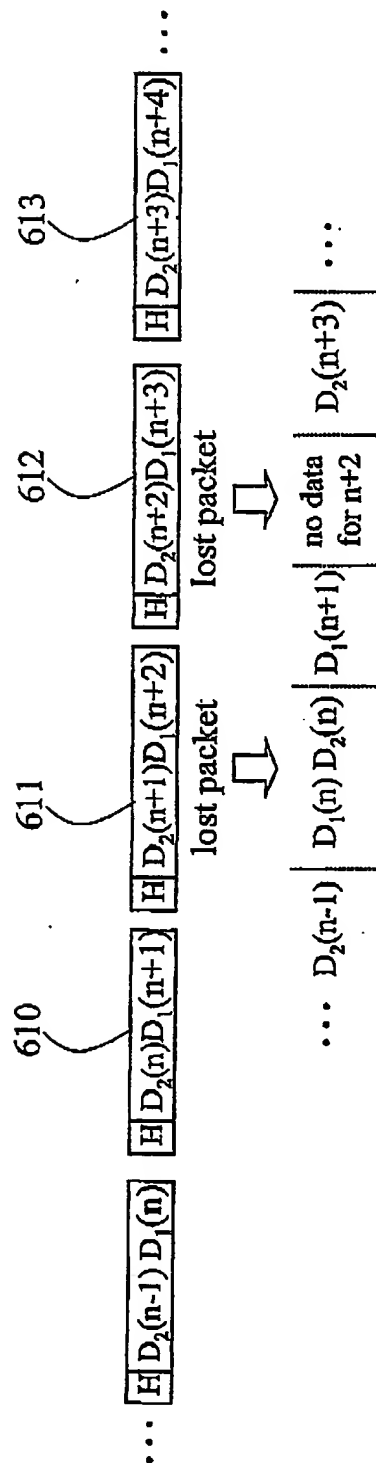 610 611 612 613
... H D₂(n-1) D₁(n) H D₂(n)D₁(n+1) H D₂(n+1)D₁(n+2) H D₂(n+2)D₁(n+3) H D₂(n+3)D₁(n+4) ...
lost packet lost packet
... D₂(n-1) D₁(n) D₂(n) D₁(n+1) no data D₂(n+3) ...
for n+2